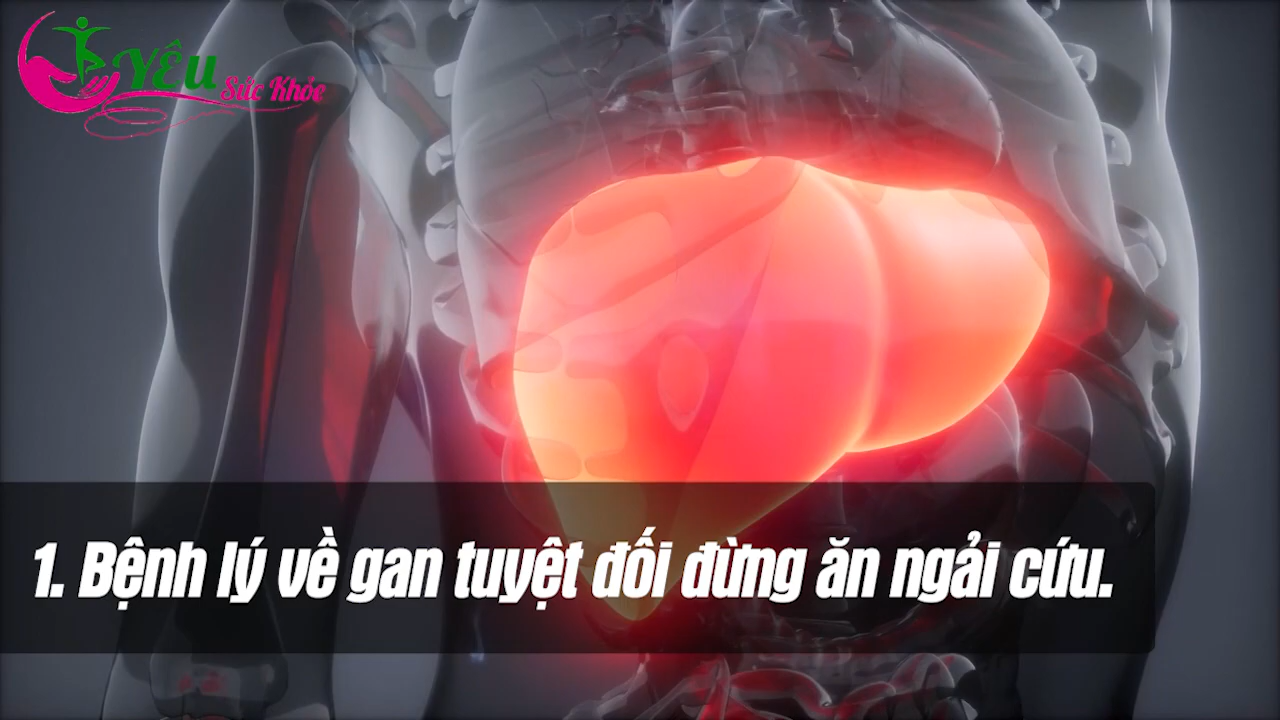 Yêu
Sức Khỏe
1. Bệnh lý về gan tuyệt đối đừng ăn ngải cứu.